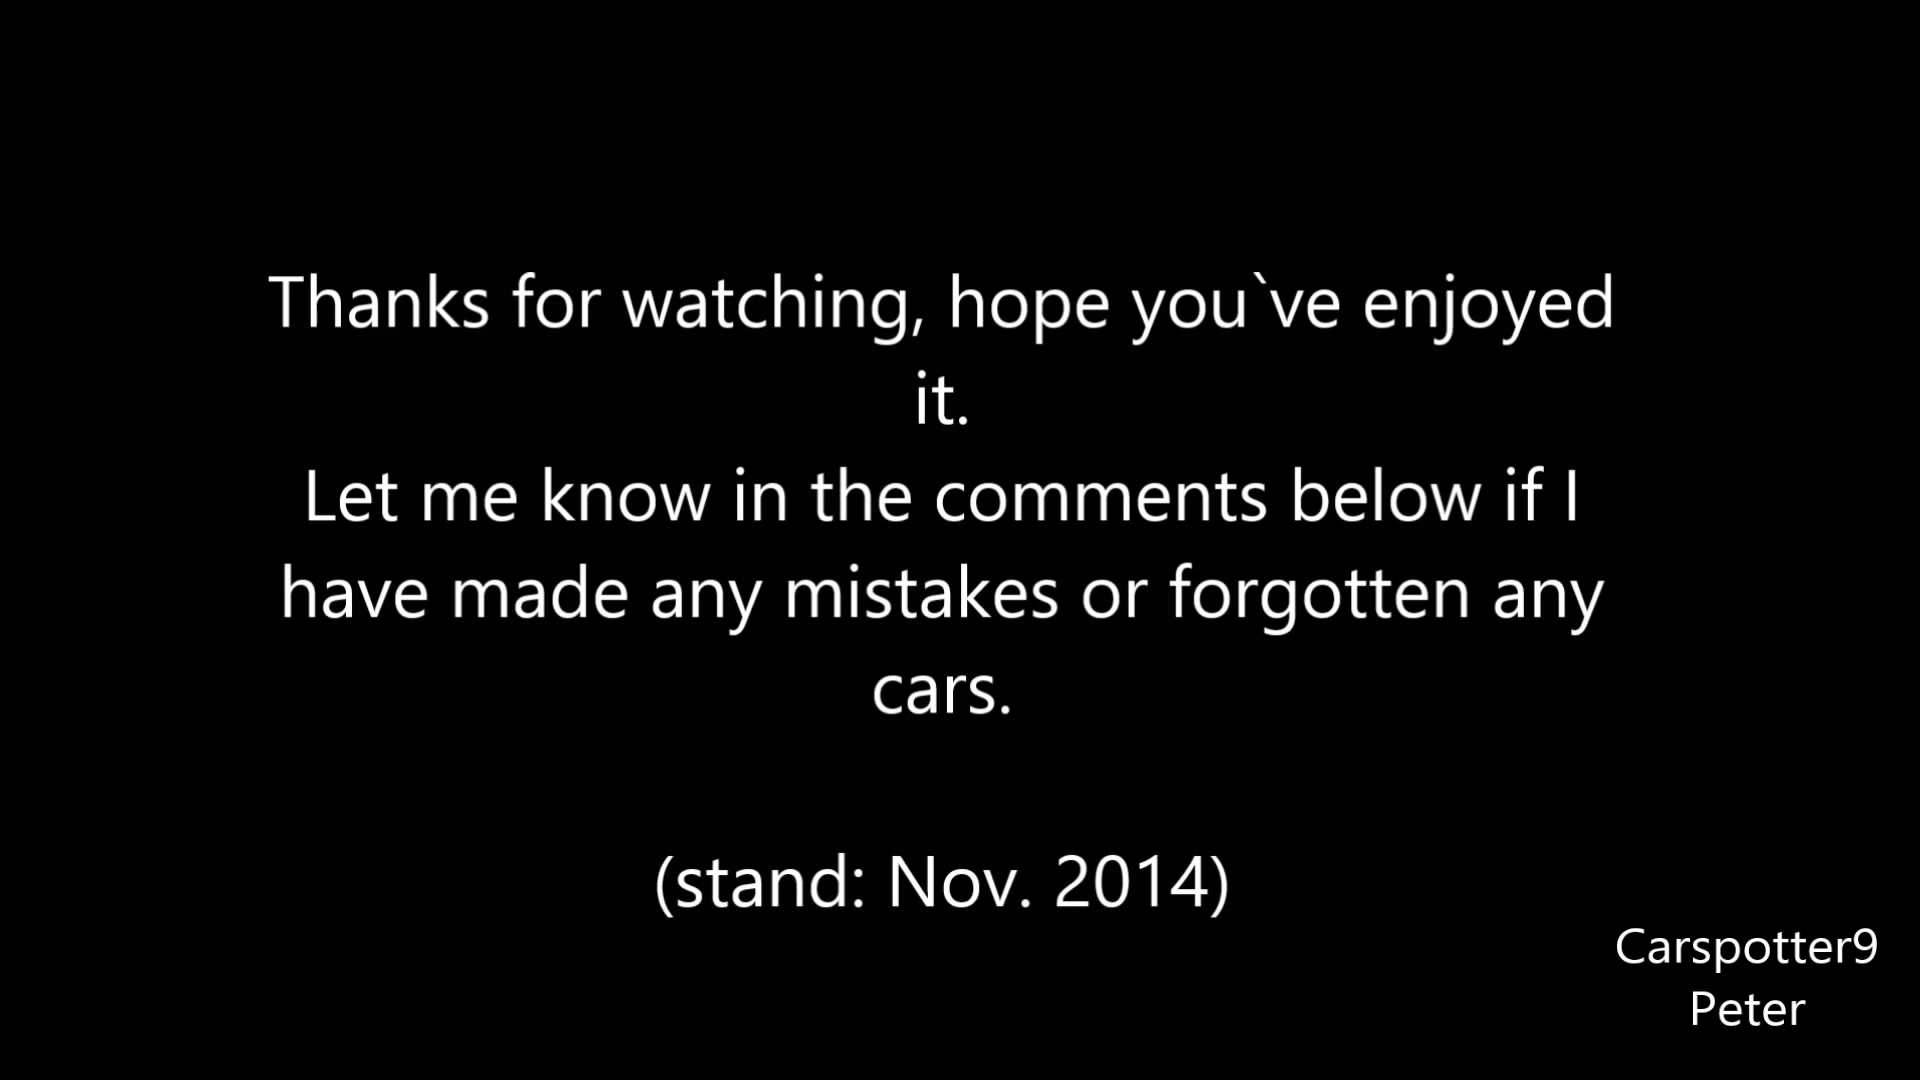 Thanks for watching, hope you`ve enjoyed
it.
Let me know in the comments below if I
have made any mistakes or forgotten any
cars.
(stand: Nov. 2014)
Carspotter9
Peter